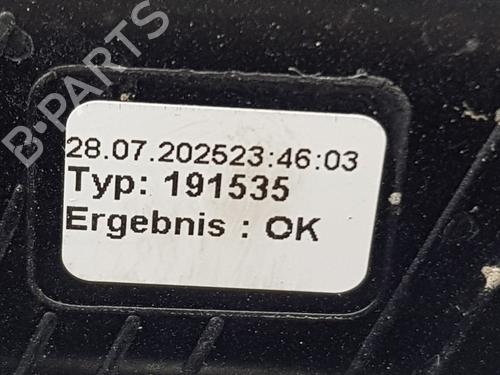 B-PARTS
28.07.202523:46:03
Typ: 191535
Ergebnis : OK